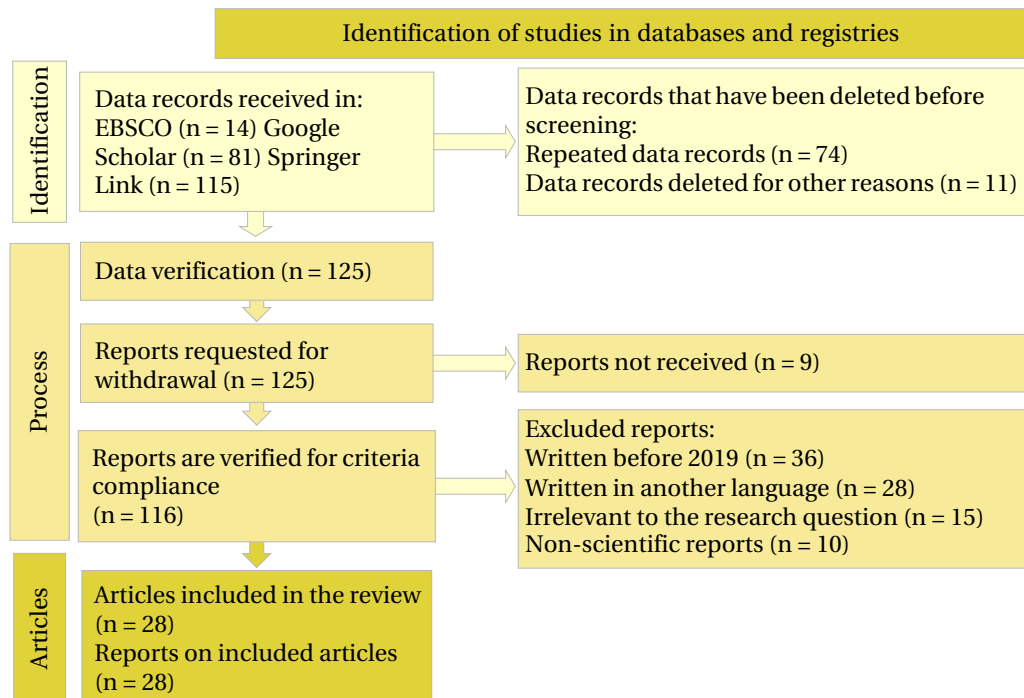 Identification of studies in databases and registries
Identification
Data records received in:
EBSCO (n = 14) Google
Scholar (n = 81) Springer
Link (n = 115)
Data records that have been deleted before
screening:
Repeated data records (n = 74)
Data records deleted for other reasons (n = 11)
Process
Data verification (n = 125)
Reports requested for
withdrawal (n = 125)
Reports not received (n = 9)
Reports are verified for criteria
compliance
(n = 116)
Excluded reports:
Written before 2019 (n = 36)
Written in another language (n = 28)
Irrelevant to the research question (n = 15)
Non-scientific reports (n = 10)
Articles
Articles included in the review
(n = 28)
Reports on included articles
(n = 28)